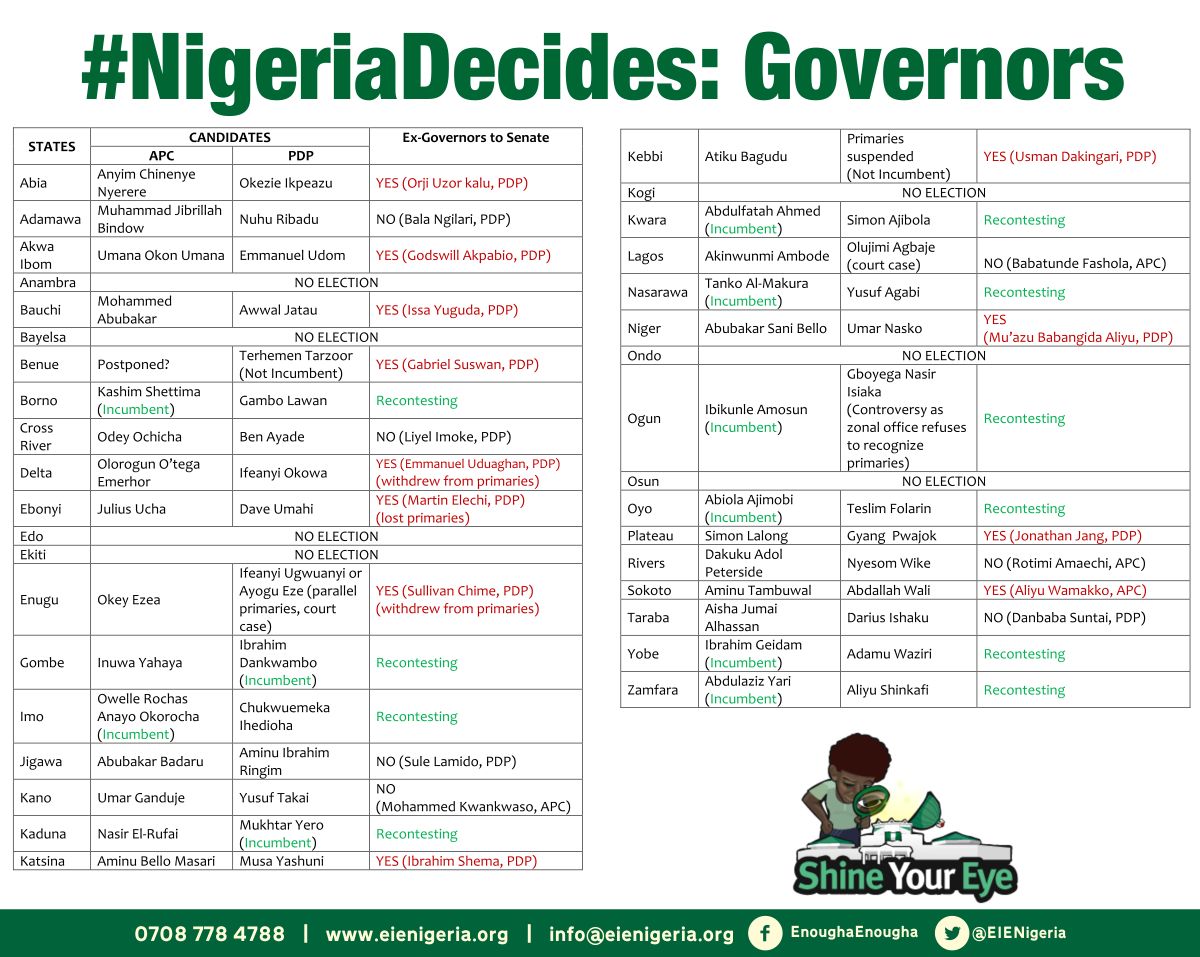 #NigeriaDecides: Governors
STATES
CANDIDATES
Ex-Governors to Senate
APC
PDP
Abia
Anyim Chinenye
Nyerere
Okezie Ikpeazu
YES (Orji Uzor kalu, PDP)
Adamawa
Muhammad Jibrillah
Bindow
Nuhu Ribadu
NO (Bala Ngilari, PDP)
Akwa
Ibom
Umana Okon Umana
Emmanuel Udom
YES (Godswill Akpabio, PDP)
Anambra
NO ELECTION
Bauchi
Mohammed
Abubakar
Awwal Jatau
YES (Issa Yuguda, PDP)
Bayelsa
NO ELECTION
Benue
Postponed?
Terhemen Tarzoor
(Not Incumbent)
YES (Gabriel Suswan, PDP)
Borno
Kashim Shettima
(Incumbent)
Gambo Lawan
Recontesting
Cross
River
Odey Ochicha
Ben Ayade
NO (Liyel Imoke, PDP)
Delta
Olorogun O’tega
Emerhor
Ifeanyi Okowa
YES (Emmanuel Uduaghan, PDP)
(withdrew from primaries)
Ebonyi
Julius Ucha
Dave Umahi
YES (Martin Elechi, PDP)
(lost primaries)
Edo
NO ELECTION
Ekiti
NO ELECTION
Enugu
Okey Ezea
Ifeanyi Ugwuanyi or
Ayogu Eze (parallel
primaries, court
case)
YES (Sullivan Chime, PDP)
(withdrew from primaries)
Gombe
Inuwa Yahaya
Ibrahim
Dankwambo
(Incumbent)
Recontesting
Imo
Owelle Rochas
Anayo Okorocha
(Incumbent)
Chukwuemeka
Ihedioha
Recontesting
Jigawa
Abubakar Badaru
Aminu Ibrahim
Ringim
NO (Sule Lamido, PDP)
Kano
Umar Ganduje
Yusuf Takai
NO
(Mohammed Kwankwaso, APC)
Kaduna
Nasir El-Rufai
Mukhtar Yero
(Incumbent)
Recontesting
Katsina
Aminu Bello Masari
Musa Yashuni
YES (Ibrahim Shema, PDP)
Kebbi
Atiku Bagudu
Primaries
suspended
(Not Incumbent)
YES (Usman Dakingari, PDP)
Kogi
NO ELECTION
Kwara
Abdulfatah Ahmed
(Incumbent)
Simon Ajibola
Recontesting
Lagos
Akinwunmi Ambode
Olujimi Agbaje
(court case)
NO (Babatunde Fashola, APC)
Nasarawa
Tanko Al-Makura
(Incumbent)
Yusuf Agabi
Recontesting
Niger
Abubakar Sani Bello
Umar Nasko
YES
(Mu’azu Babangida Aliyu, PDP)
Ondo
NO ELECTION
Ogun
Ibikunle Amosun
(Incumbent)
Gboyega Nasir
Isiaka
(Controversy as
zonal office refuses
to recognize
primaries)
Recontesting
Osun
NO ELECTION
Oyo
Abiola Ajimobi
(Incumbent)
Teslim Folarin
Recontesting
Plateau
Simon Lalong
Gyang Pwajok
YES (Jonathan Jang, PDP)
Rivers
Dakuku Adol
Peterside
Nyesom Wike
NO (Rotimi Amaechi, APC)
Sokoto
Aminu Tambuwal
Abdallah Wali
YES (Aliyu Wamakko, APC)
Taraba
Aisha Jumai
Alhassan
Darius Ishaku
NO (Danbaba Suntai, PDP)
Yobe
Ibrahim Geidam
(Incumbent)
Adamu Waziri
Recontesting
Zamfara
Abdulaziz Yari
(Incumbent)
Aliyu Shinkafi
Recontesting
Shine Your Eye
0708 778 4788 | www.eienigeria.org | info@eienigeria.org f EnoughaEnougha @EIENigeria